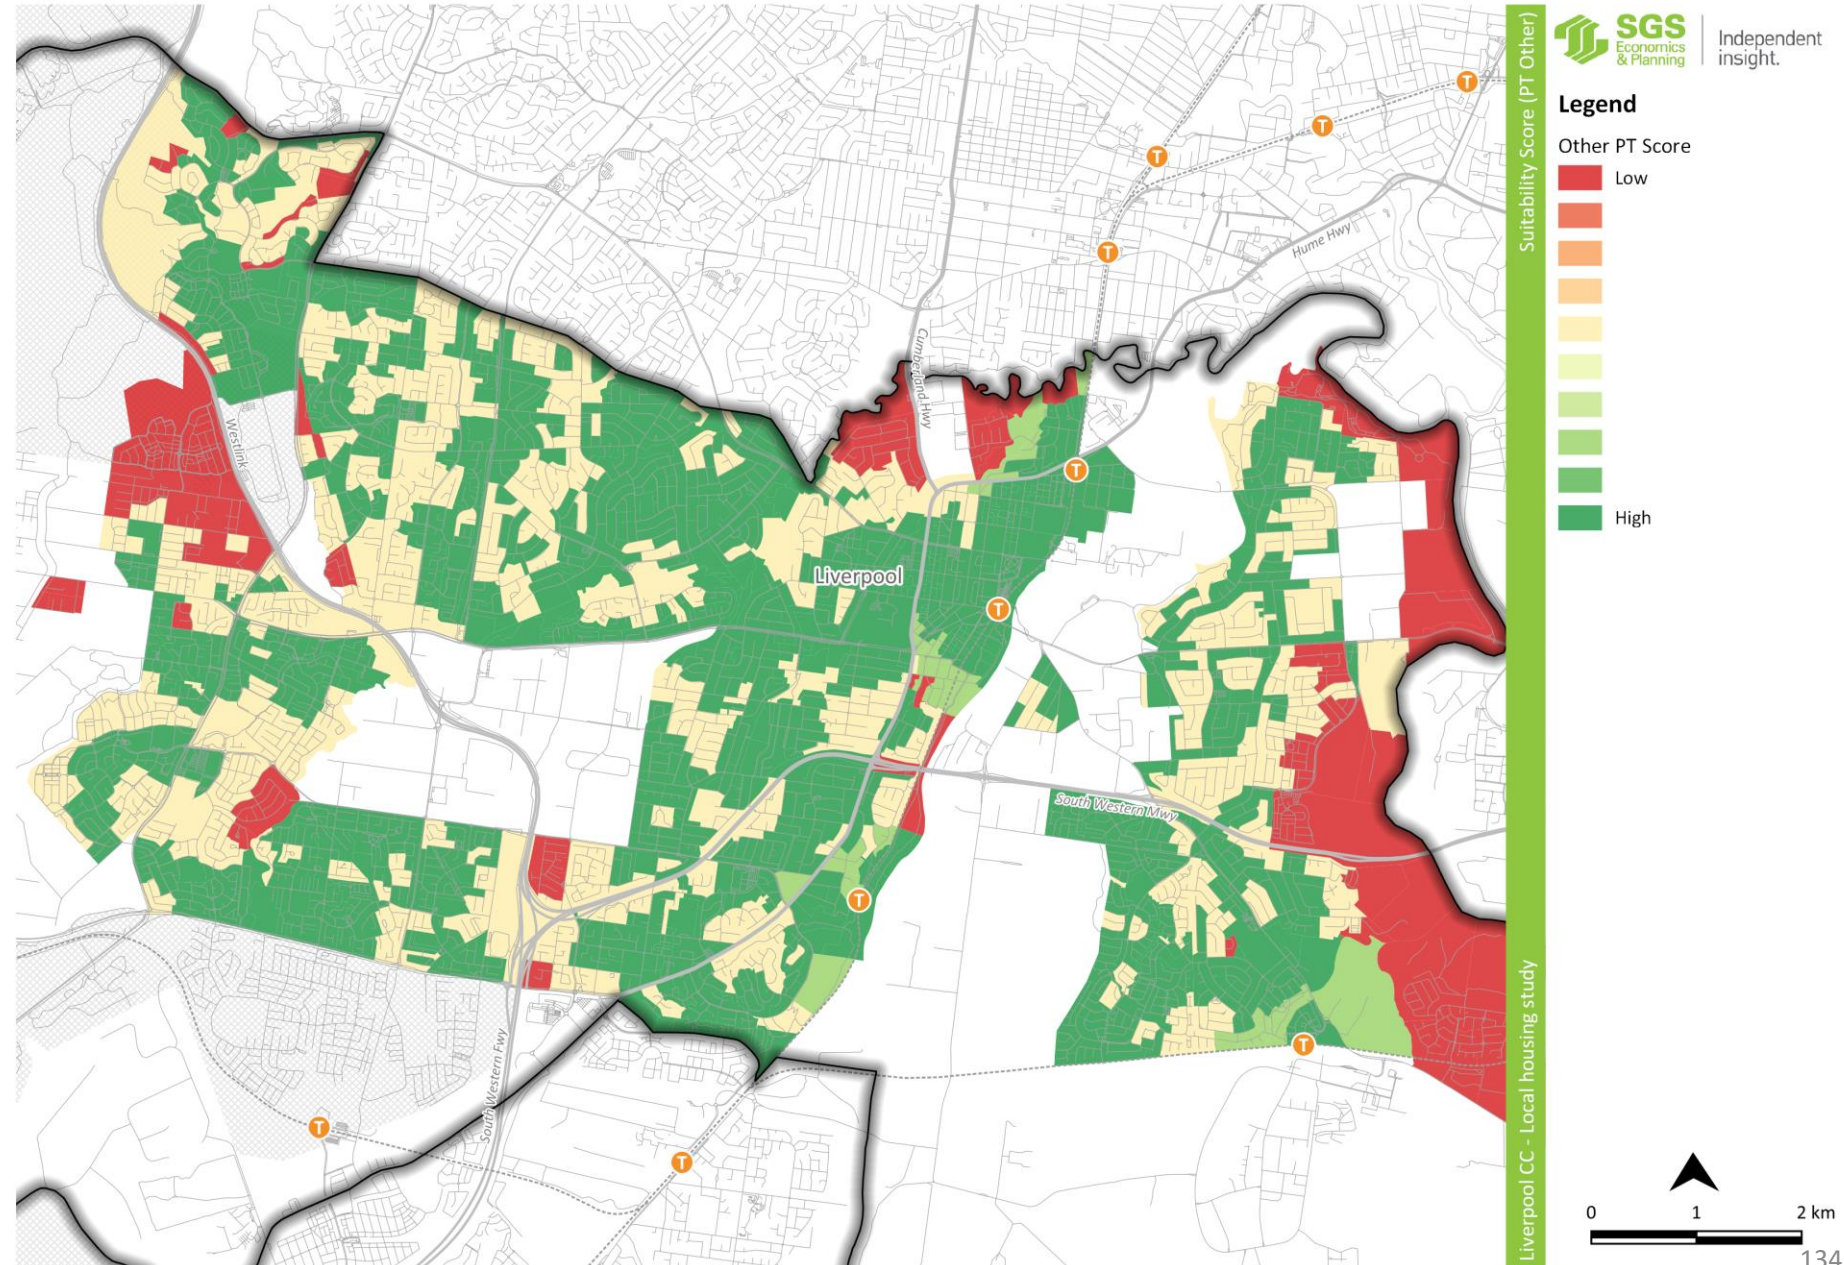 SGS
Economics
& Planning
Independent
insight.
Legend
Other PT Score
Low
High
Suitability Score (PT Other)
Liverpool CC - Local housing study
T
T
T
T
Hume Hwy
Cumberland Hwy
Westlink
T
Liverpool
T
South Western Mwy
T
T
South Western Fwy
T
T
0 1 2 km
134